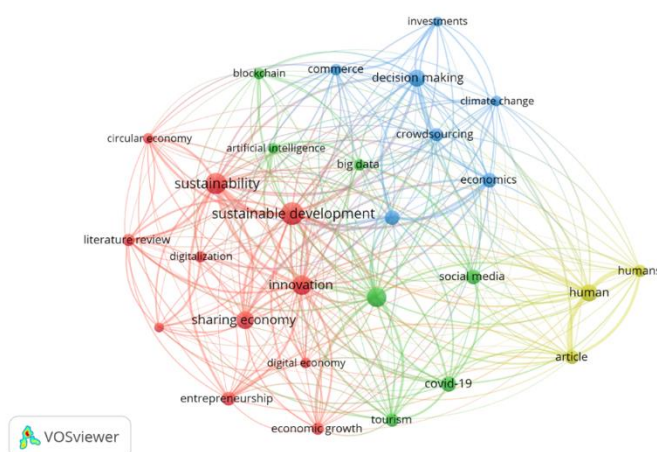 investments
blockchain
commerce
decision making
climate change
circular economy
crowdsourcing
artificial intelligence
big data
sustainability
economics
sustainable development
literature review
digitalization
social media
humans
innovation
human
sharing economy
article
digital economy
covid-19
entrepreneurship
tourism
economic growth
VOSviewer